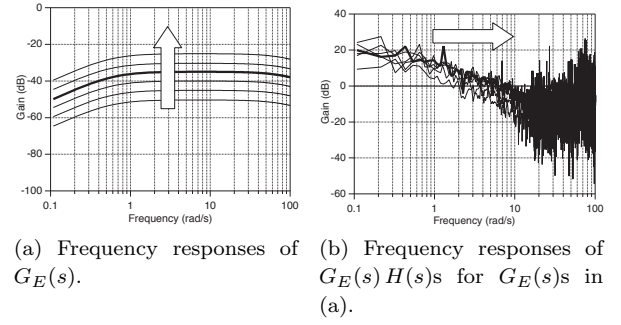 0
-20
-40
-60
-80
-100
Gain (dB)
0.1 1 10 100
Frequency (rad/s)
(a) Frequency responses of
G_E(s).
40
20
0
-20
-40
-60
Gain (dB)
0.1 1 10 100
Frequency (rad/s)
(b) Frequency responses of
G_E(s) H(s)s for G_E(s)s in
(a).